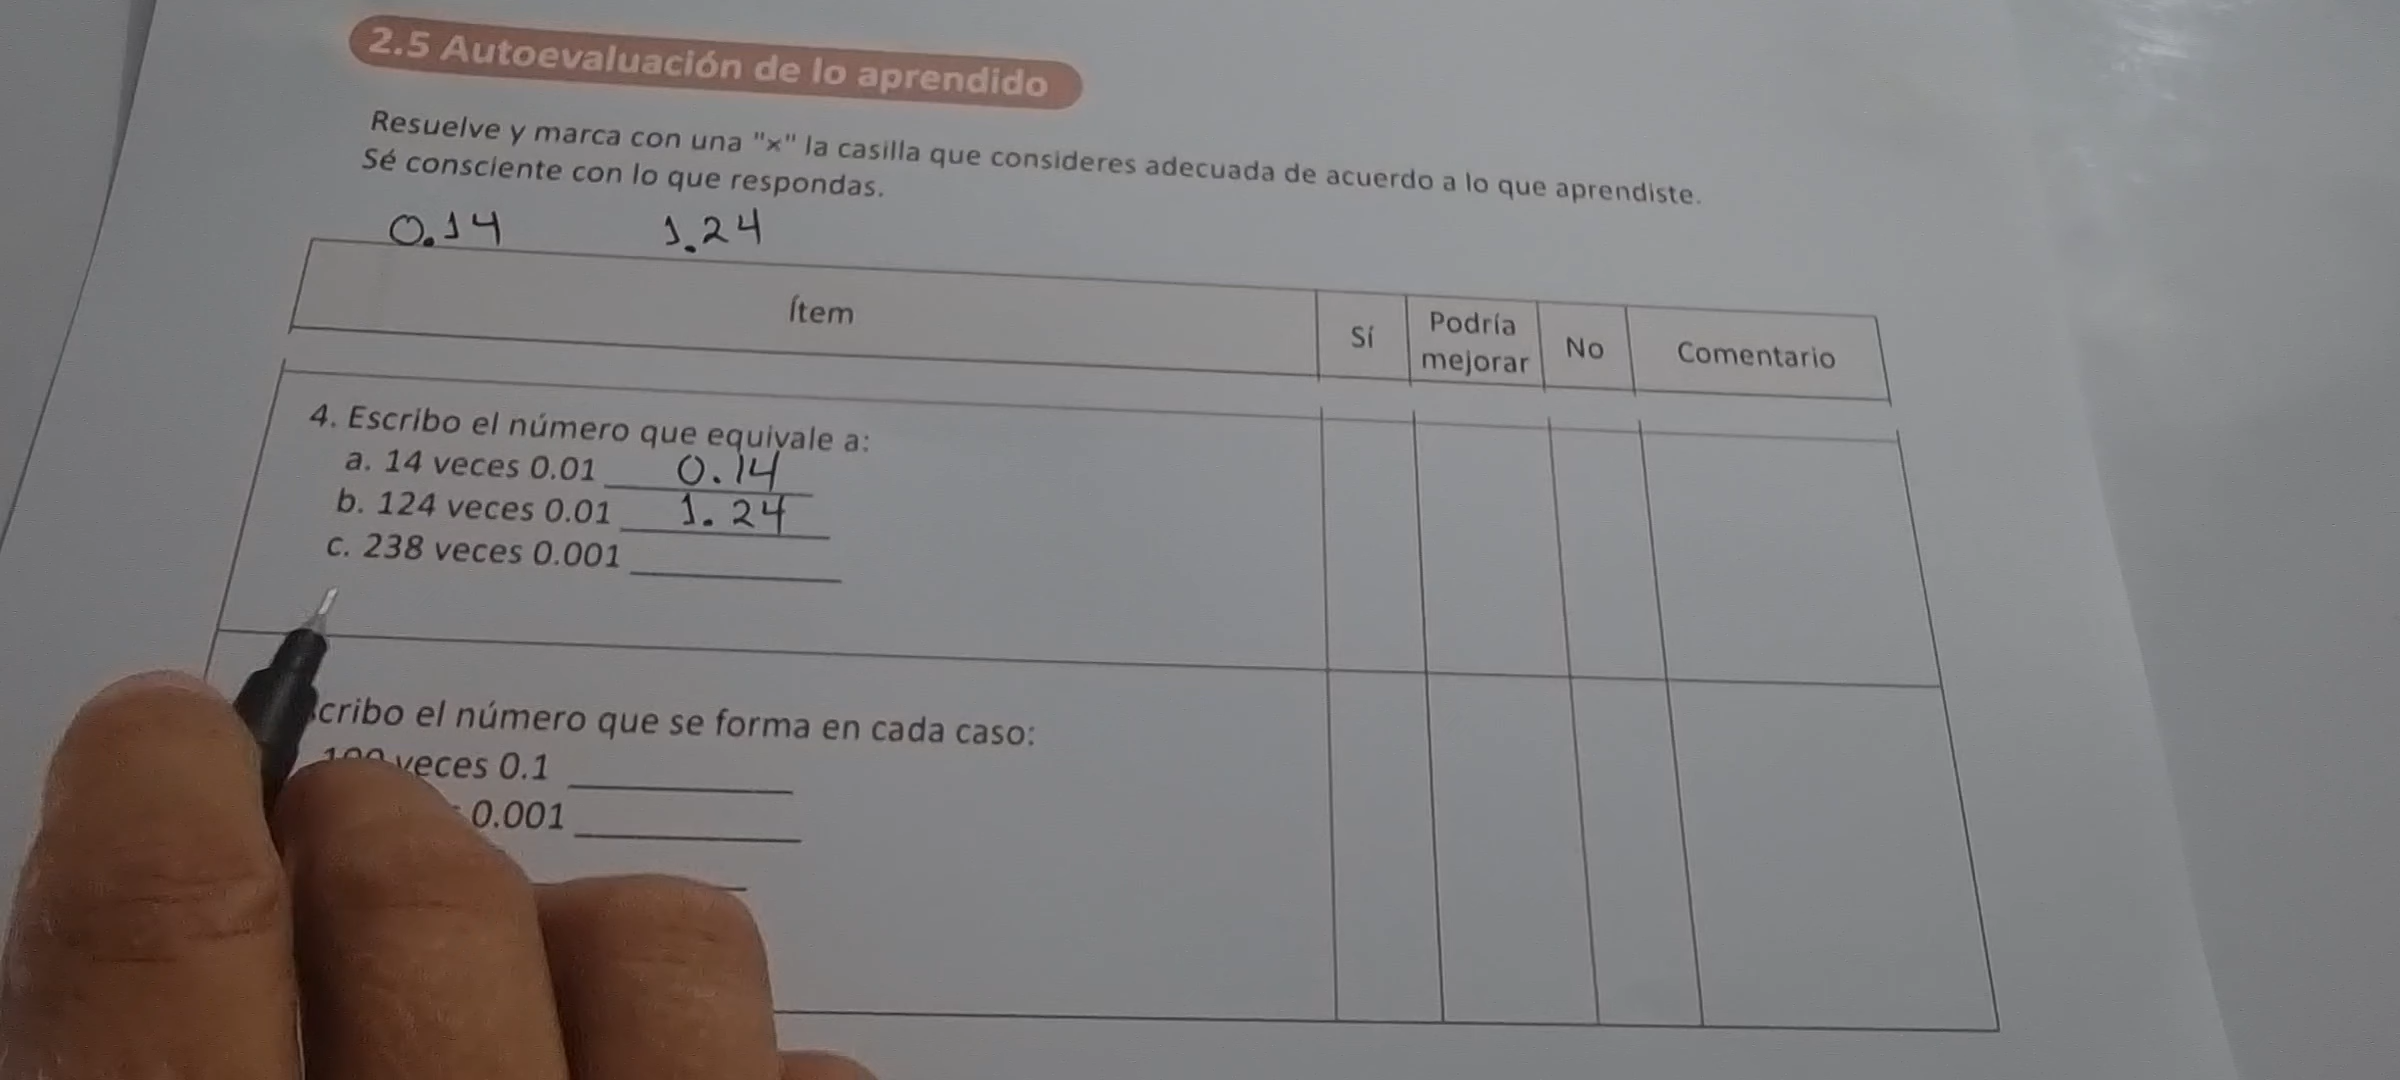 2.5 Autoevaluación de lo aprendido
Resuelve y marca con una "x" la casilla que consideres adecuada de acuerdo a lo que aprendiste.
Sé consciente con lo que respondas.
0.14 1.24
Ítem Sí Podría mejorar No Comentario
4. Escribo el número que equivale a:
a. 14 veces 0.01 0.14
b. 124 veces 0.01 1.24
c. 238 veces 0.001
cribo el número que se forma en cada caso:
veces 0.1
0.001